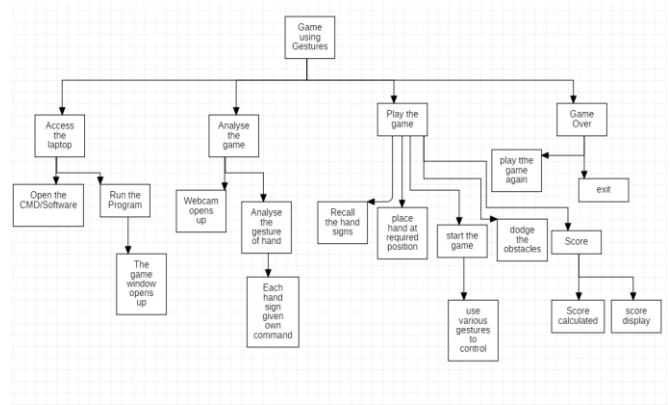 Game
using
Gestures
Access
the
laptop
Analyse
the
game
Play the
game
Game
Over
Open the
CMD/Software
Run the
Program
Webcam
opens
up
Analyse
the
gesture
of hand
Recall
the hand
signs
place
hand at
required
position
start the
game
dodge
the
obstacles
Score
play tthe
game
again
exit
The
game
window
opens
up
Each
hand
sign
given
own
command
use
various
gestures
to
control
Score
calculated
score
display